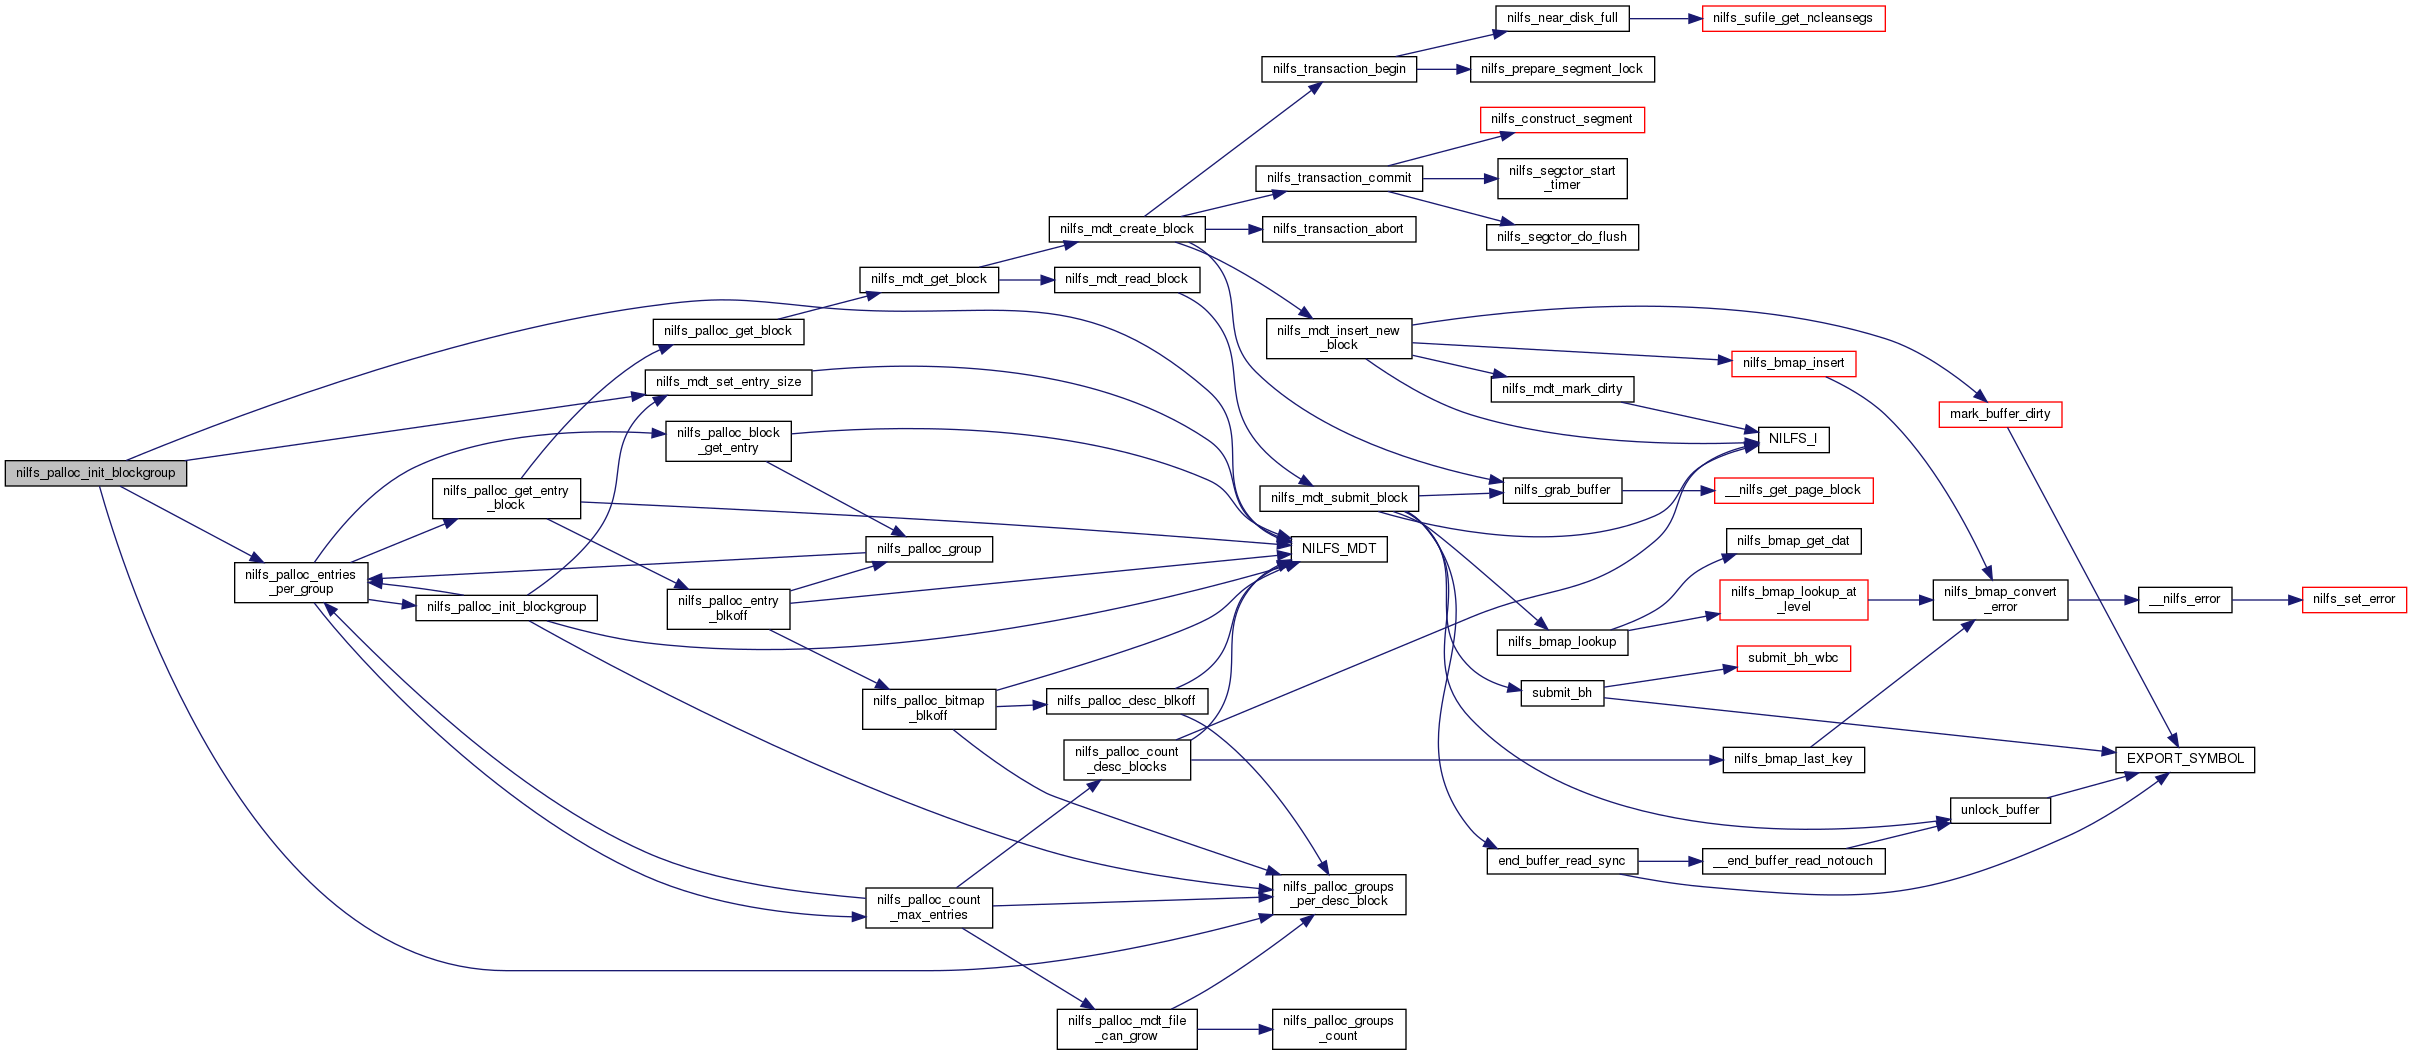 nilfs_near_disk_full
nilfs_sufile_get_ncleansegs
nilfs_transaction_begin
nilfs_prepare_segment_lock
nilfs_construct_segment
nilfs_transaction_commit
nilfs_segctor_start
_timer
nilfs_mdt_create_block
nilfs_transaction_abort
nilfs_segctor_do_flush
nilfs_mdt_get_block
nilfs_mdt_read_block
nilfs_palloc_get_block
nilfs_mdt_insert_new
_block
nilfs_bmap_insert
nilfs_mdt_set_entry_size
nilfs_mdt_mark_dirty
mark_buffer_dirty
nilfs_palloc_block
_get_entry
NILFS_I
nilfs_palloc_init_blockgroup
nilfs_palloc_get_entry
_block
nilfs_mdt_submit_block
nilfs_grab_buffer
__nilfs_get_page_block
nilfs_palloc_group
NILFS_MDT
nilfs_bmap_get_dat
nilfs_palloc_entries
_per_group
nilfs_palloc_init_blockgroup
nilfs_palloc_entry
_blkoff
nilfs_bmap_lookup_at
_level
nilfs_bmap_convert
_error
__nilfs_error
nilfs_set_error
nilfs_bmap_lookup
submit_bh_wbc
nilfs_palloc_bitmap
_blkoff
nilfs_palloc_desc_blkoff
submit_bh
nilfs_palloc_count
_desc_blocks
nilfs_bmap_last_key
EXPORT_SYMBOL
unlock_buffer
end_buffer_read_sync
__end_buffer_read_notouch
nilfs_palloc_count
_max_entries
nilfs_palloc_groups
_per_desc_block
nilfs_palloc_mdt_file
_can_grow
nilfs_palloc_groups
_count